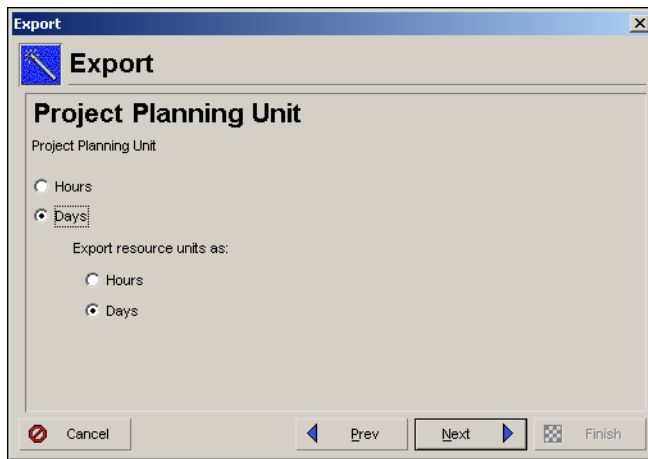 Export
Export
Project Planning Unit
Project Planning Unit
Hours
Days
Export resource units as:
Hours
Days
Cancel
Prev
Next
Finish